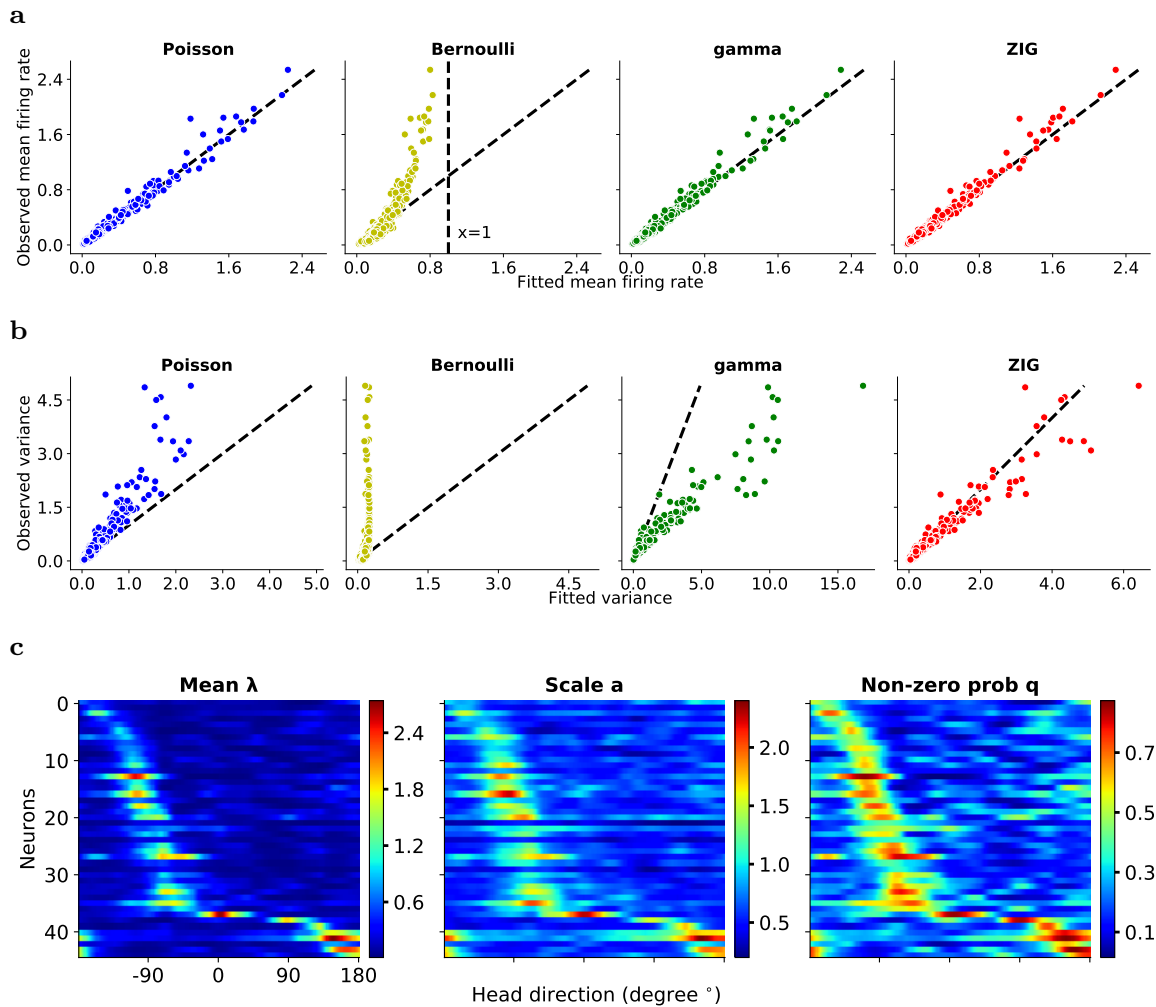 a
Poisson Bernoulli gamma ZIG
Observed mean firing rate
2.4
1.6
0.8
0.0
x=1
0.0 0.8 1.6 2.4 0.0 0.8 1.6 2.4 0.0 0.8 1.6 2.4 0.0 0.8 1.6 2.4
Fitted mean firing rate
b
Poisson Bernoulli gamma ZIG
Observed variance
4.5
3.0
1.5
0.0
0.0 1.0 2.0 3.0 4.0 5.0 0.0 1.5 3.0 4.5 0.0 5.0 10.0 15.0 0.0 2.0 4.0 6.0
Fitted variance
c
Mean λ Scale a Non-zero prob q
Neurons
0
10
20
30
40
2.4
1.8
1.2
0.6
2.0
1.5
1.0
0.5
0.7
0.5
0.3
0.1
-90 0 90 180
Head direction (degree °)